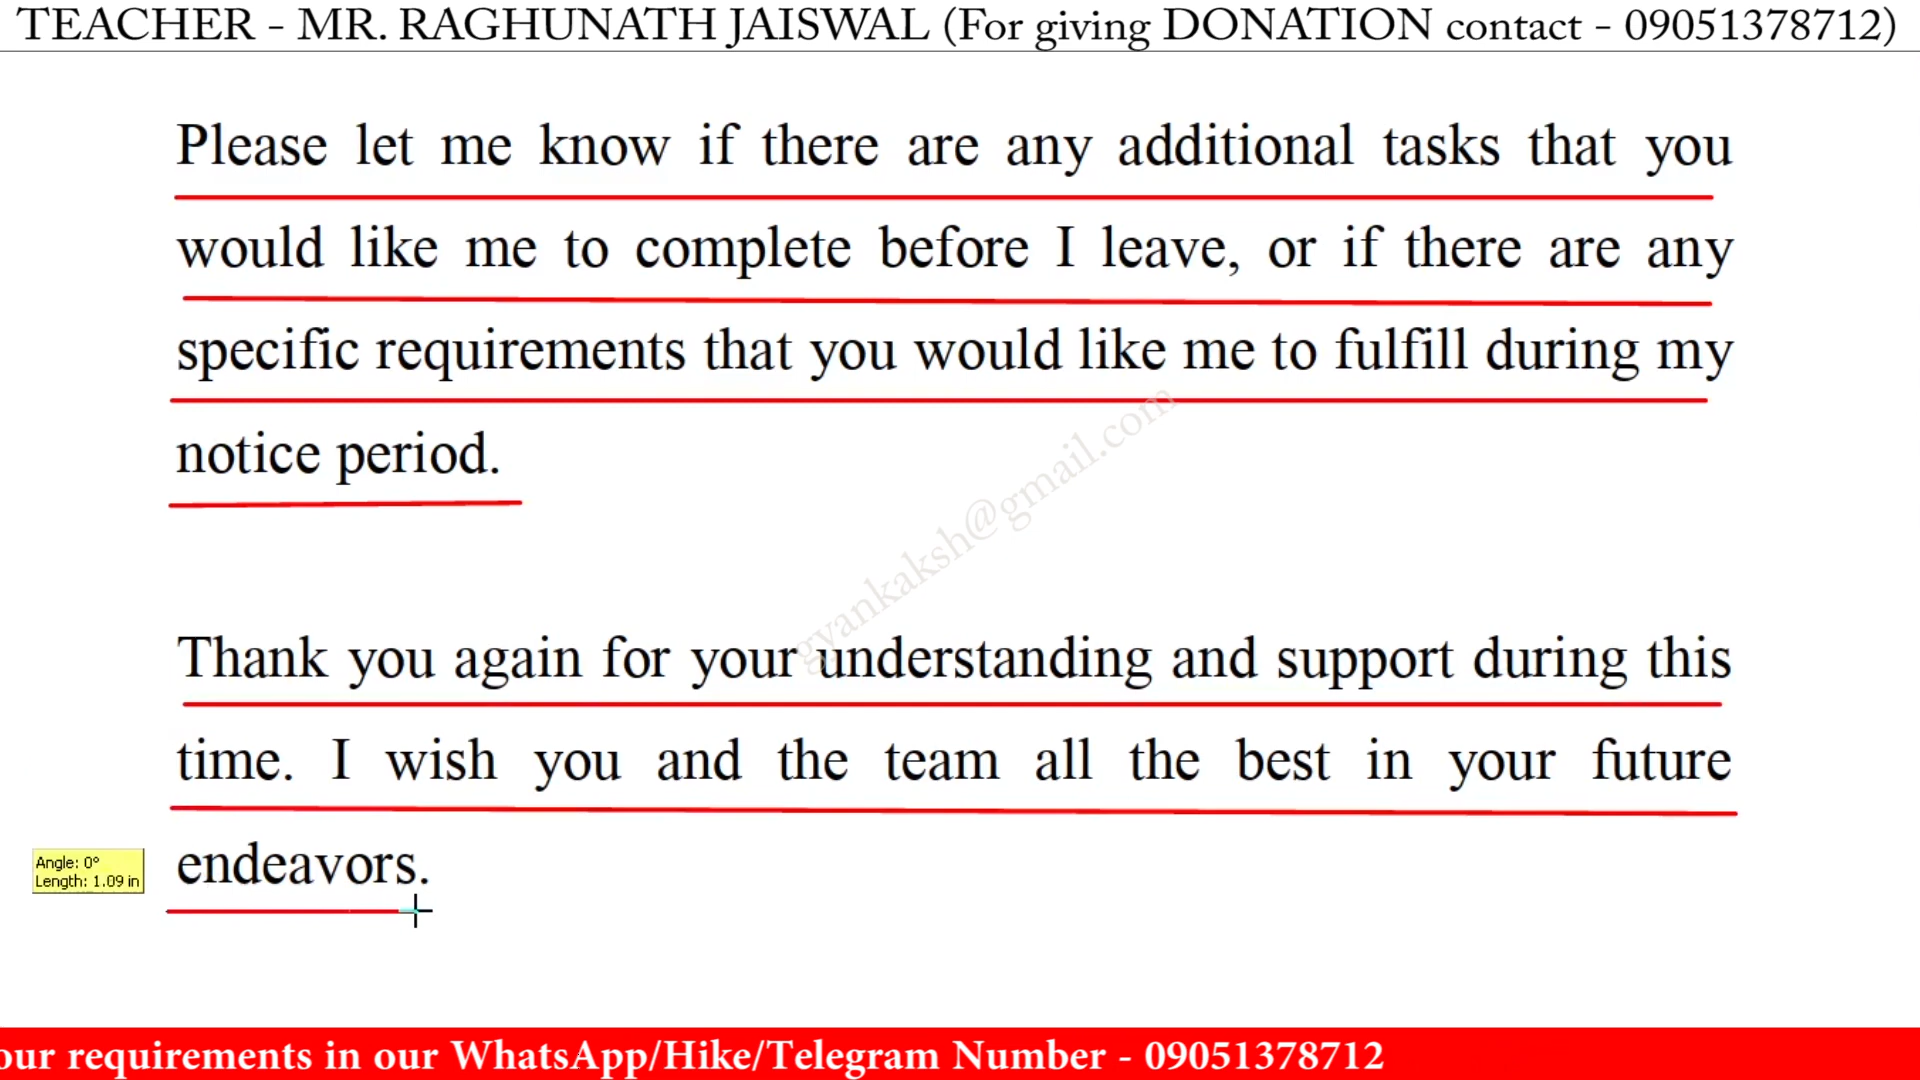 TEACHER - MR. RAGHUNATH JAISWAL (For giving DONATION contact - 09051378712)
Please let me know if there are any additional tasks that you
would like me to complete before I leave, or if there are any
specific requirements that you would like me to fulfill during my
notice period.
gyankaksh@gmail.com
Thank you again for your understanding and support during this
time. I wish you and the team all the best in your future
endeavors.
Angle: 0°
Length: 1.09 in
our requirements in our WhatsApp/Hike/Telegram Number - 09051378712